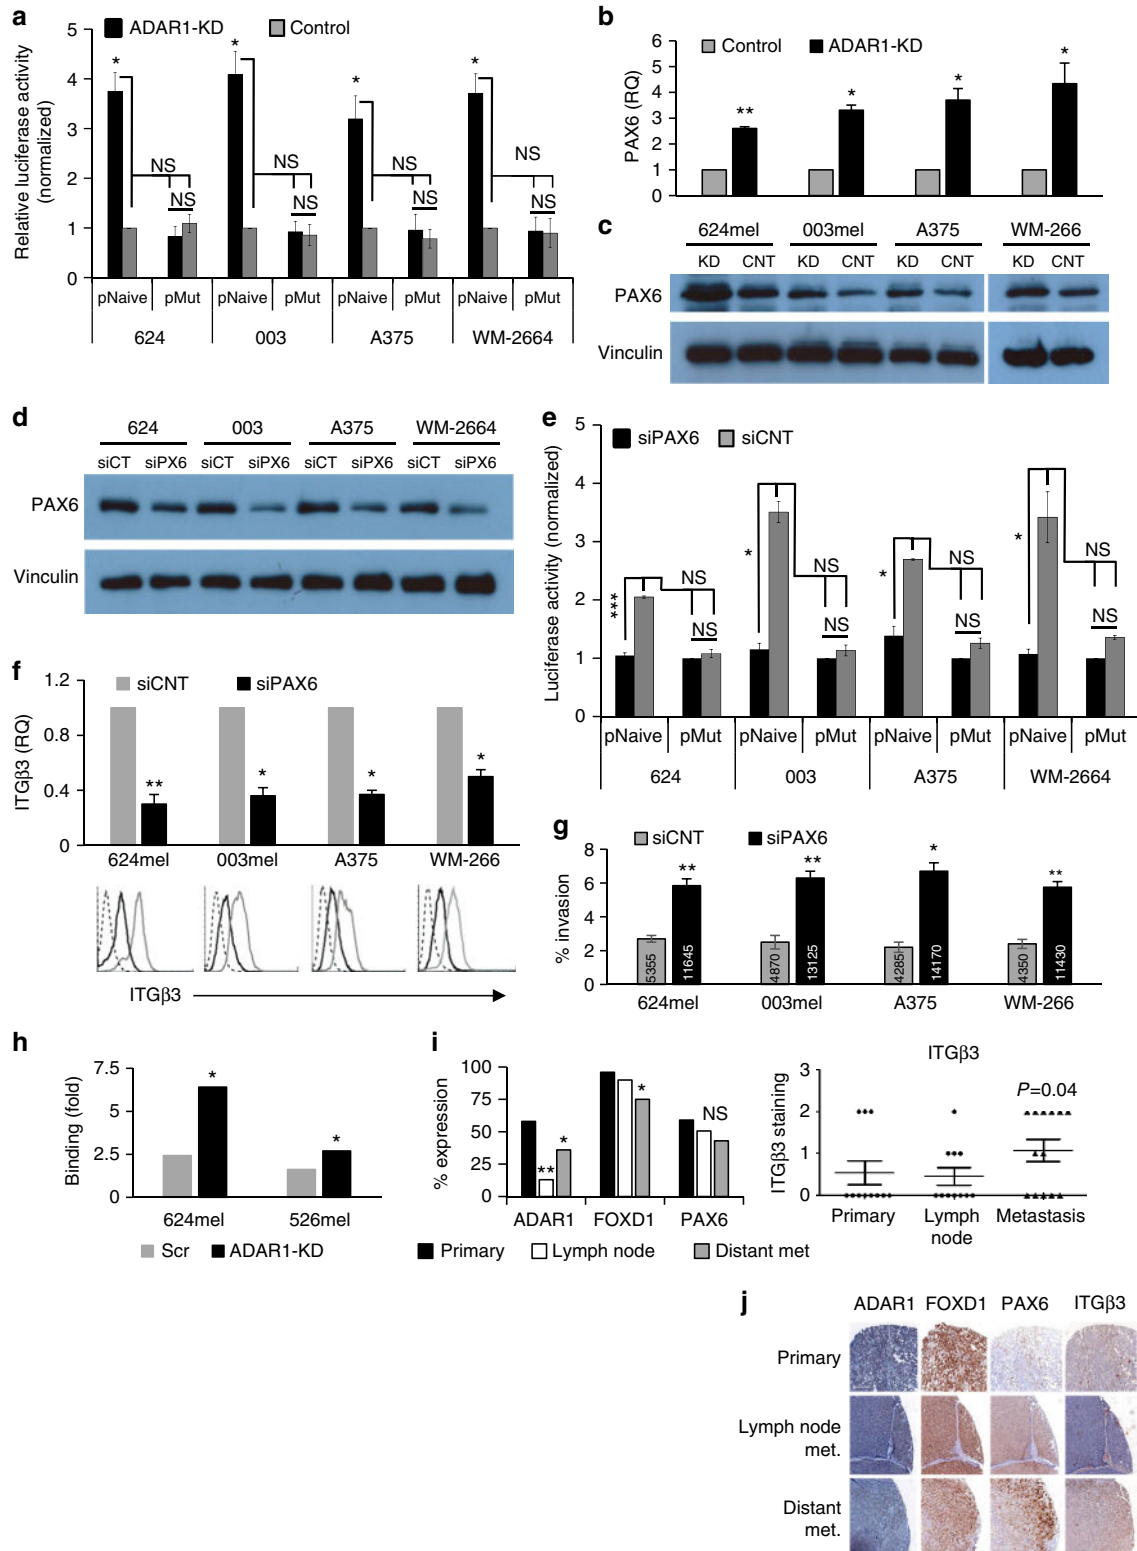 a
ADAR1-KD Control
Relative luciferase activity
(normalized)
5
4
3
2
1
0
* * * *
NS NS NS NS
NS NS NS NS
pNaive pMut pNaive pMut pNaive pMut pNaive pMut
624 003 A375 WM-2664
b
Control ADAR1-KD
PAX6 (RQ)
6
5
4
3
2
1
0
** * * *
c
624mel 003mel A375 WM-266
KD CNT KD CNT KD CNT KD CNT
PAX6
Vinculin
d
624 003 A375 WM-2664
siCT siPX6 siCT siPX6 siCT siPX6 siCT siPX6
PAX6
Vinculin
e
siPAX6 siCNT
Luciferase activity (normalized)
5
4
3
2
1
0
*** * * *
NS NS NS NS
NS NS NS NS
pNaive pMut pNaive pMut pNaive pMut pNaive pMut
624 003 A375 WM-2664
f
siCNT siPAX6
ITGβ3 (RQ)
1.2
0.8
0.4
0
** * * *
624mel 003mel A375 WM-266
ITGβ3
g
siCNT siPAX6
% invasion
8
6
4
2
0
** ** * **
5355 11645 4870 13125 4285 14170 4350 11430
624mel 003mel A375 WM-266
h
Binding (fold)
7.5
5
2.5
0
* *
624mel 526mel
Scr ADAR1-KD
i
% expression
100
75
50
25
0
** * * NS
ADAR1 FOXD1 PAX6
Primary Lymph node Distant met
ITGβ3
ITGβ3 staining
3
2
1
0
P=0.04
Primary Lymph Metastasis
node
j
ADAR1 FOXD1 PAX6 ITGβ3
Primary
Lymph node
met.
Distant
met.